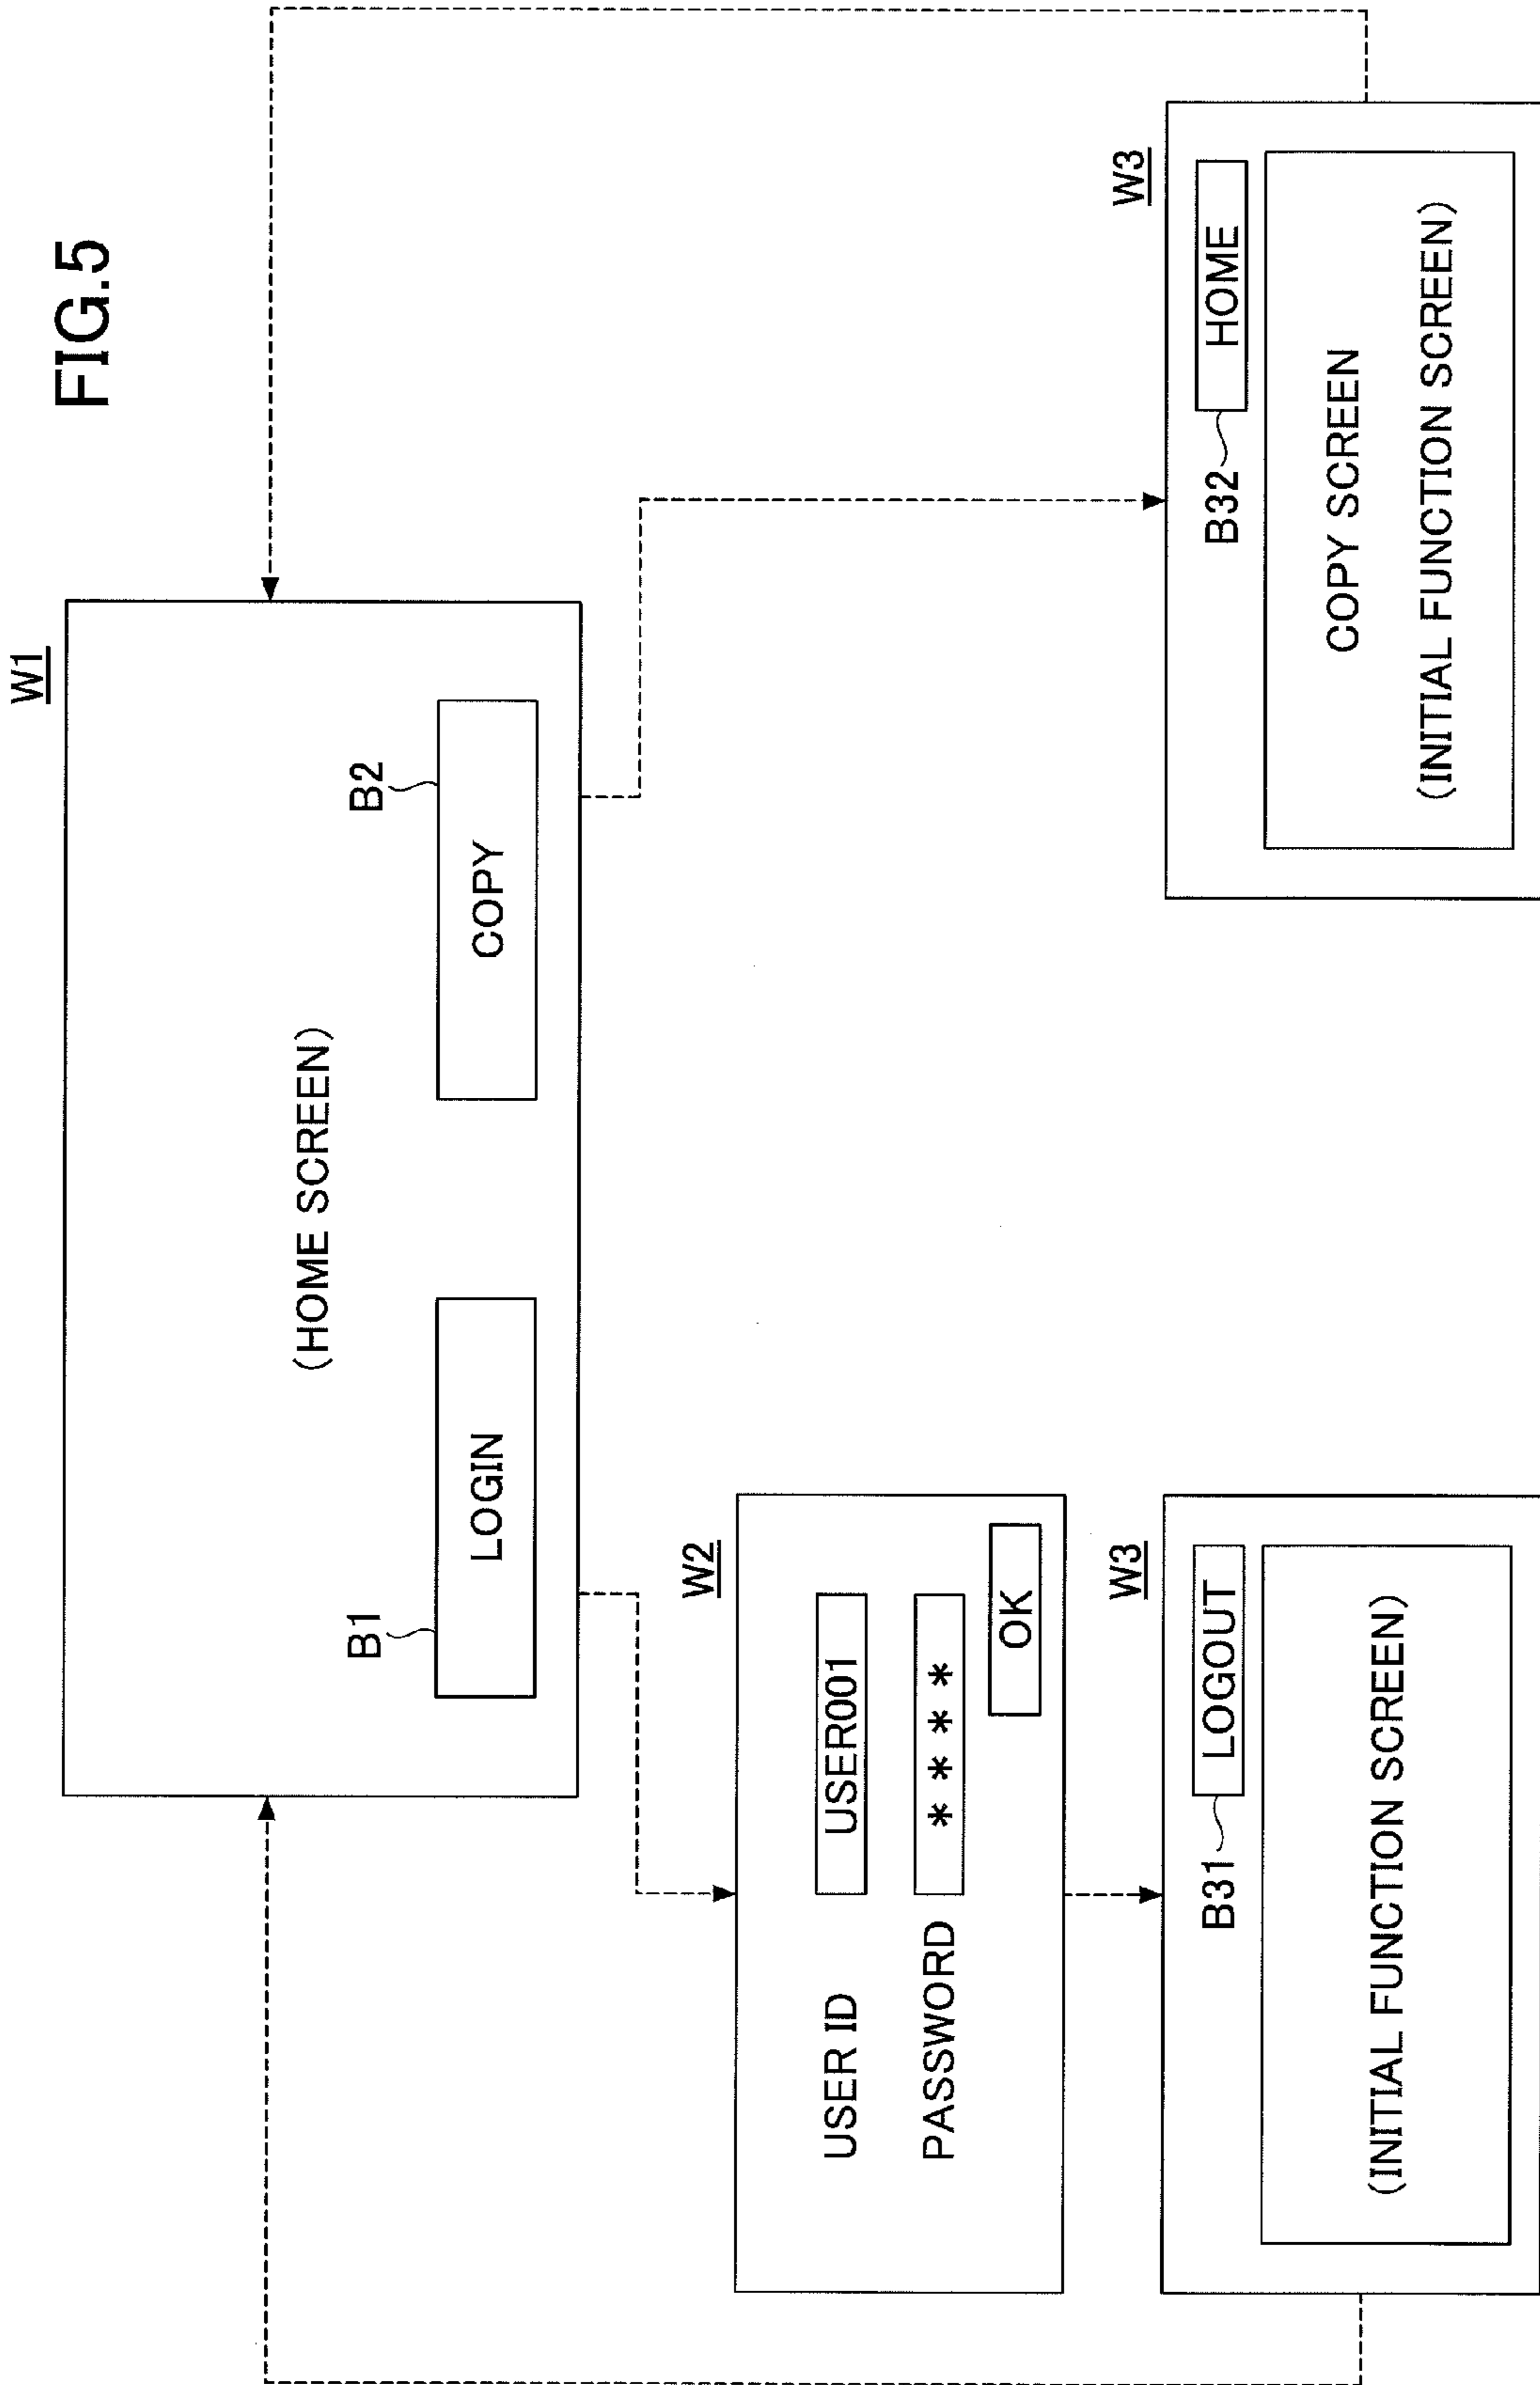 FIG.5
W1
(HOME SCREEN)
B1
LOGIN
B2
COPY
W2
USER ID
USER001
PASSWORD
* * * *
OK
W3
B31
LOGOUT
(INITIAL FUNCTION SCREEN)
W3
B32
HOME
COPY SCREEN
(INITIAL FUNCTION SCREEN)